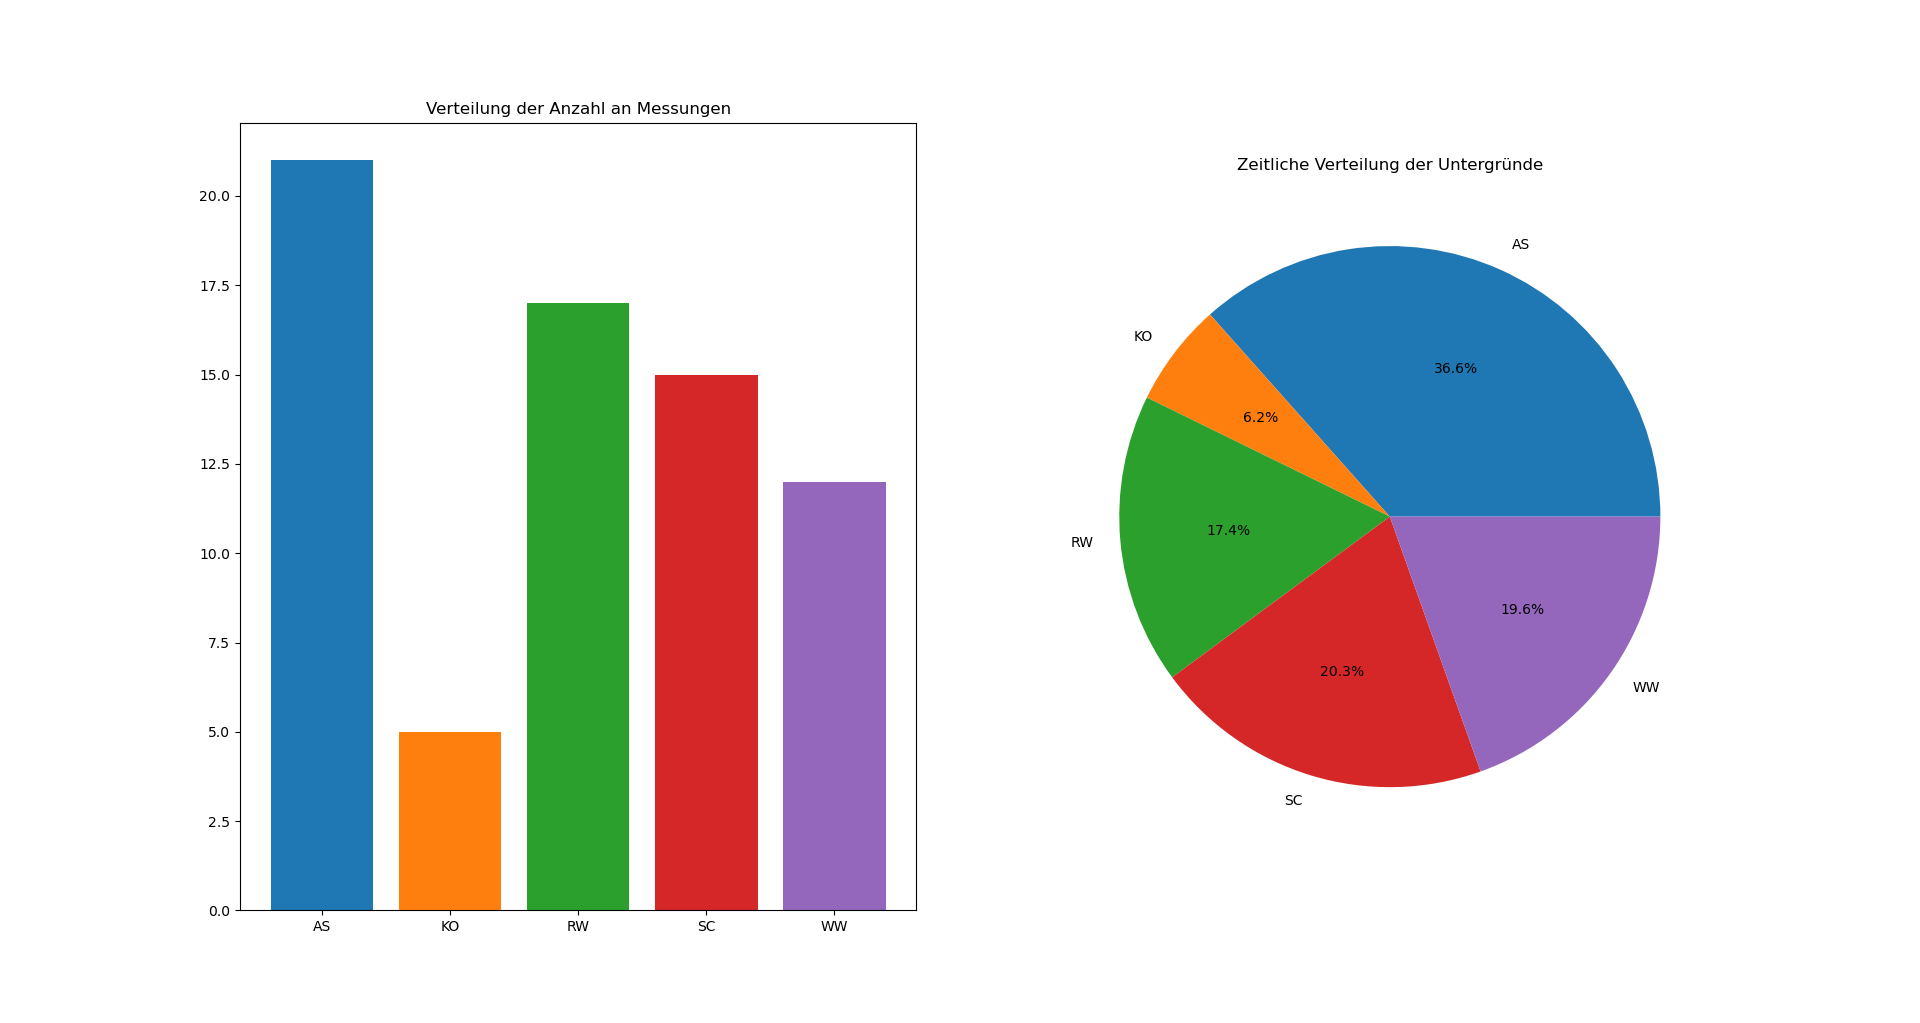 Verteilung der Anzahl an Messungen
20.0
17.5
15.0
12.5
10.0
7.5
5.0
2.5
0.0
AS KO RW SC WW
Zeitliche Verteilung der Untergründe
AS
36.6%
KO
6.2%
RW
17.4%
SC
20.3%
WW
19.6%